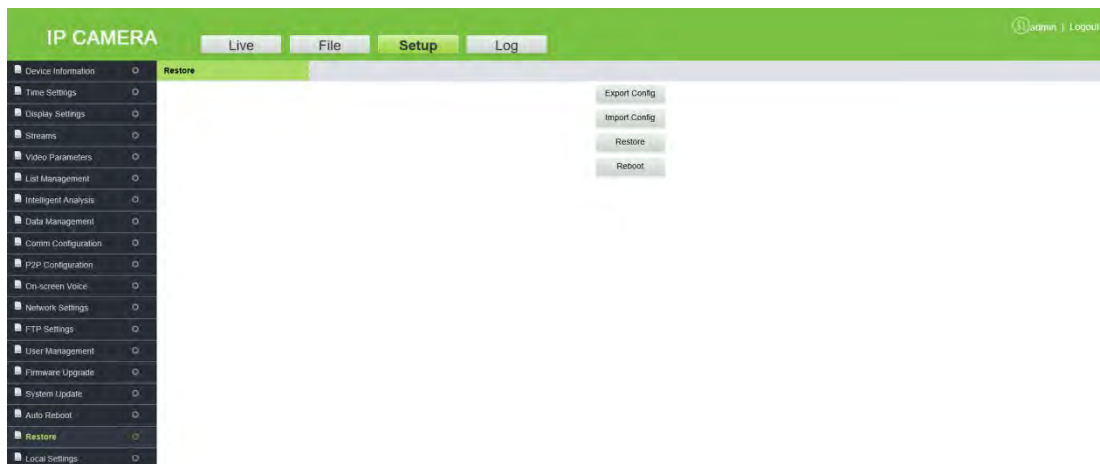 IP CAMERA
Live
File
Setup
Log
admin | Logout
Device Information
Time Settings
Display Settings
Streams
Video Parameters
List Management
Intelligent Analysis
Data Management
Comm Configuration
P2P Configuration
On-screen Voice
Network Settings
FTP Settings
User Management
Firmware Upgrade
System Update
Auto Reboot
Restore
Local Settings
Restore
Export Config
Import Config
Restore
Reboot